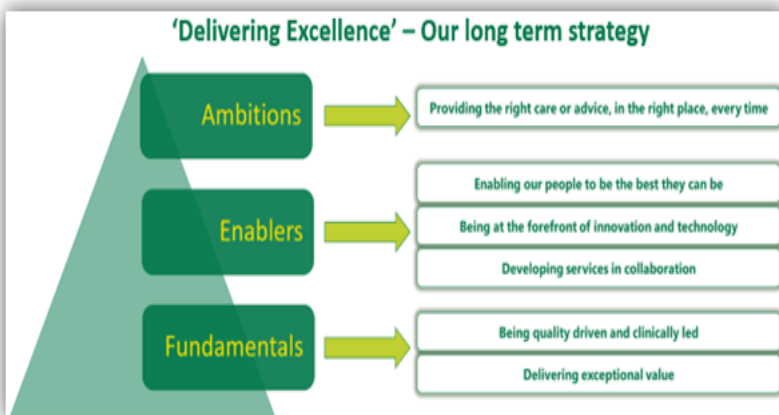 ‘Delivering Excellence’ – Our long term strategy
Ambitions
Providing the right care or advice, in the right place, every time
Enablers
Enabling our people to be the best they can be
Being at the forefront of innovation and technology
Developing services in collaboration
Fundamentals
Being quality driven and clinically led
Delivering exceptional value